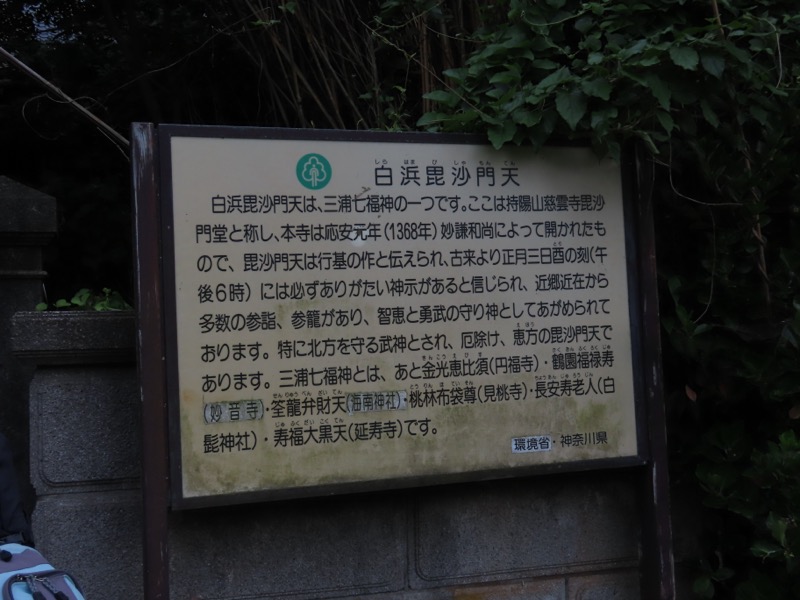 しら はま び しゃ もん てん
白浜毘沙門天
白浜毘沙門天は、三浦七福神の一つです。ここは持陽山慈雲寺毘沙
門堂と称し、本寺は応安元年(1368年)妙謙和尚によって開かれたも
ので、毘沙門天は行基の作と伝えられ、古来より正月三日酉の刻(午
後6時)には必ずありがたい神示があると信じられ、近郷近在から
多数の参詣、参籠があり、智恵と勇武の守り神としてあがめられて
おります。特に北方を守る武神とされ、厄除け、恵方の毘沙門天で
あります。三浦七福神とは、あと金光恵比須(円福寺)・鶴園福禄寿
(妙音寺)・筌龍弁財天(海南神社)・桃林布袋尊(見桃寺)・長安寿老人(白
髭神社)・寿福大黒天(延寿寺)です。
環境省・神奈川県